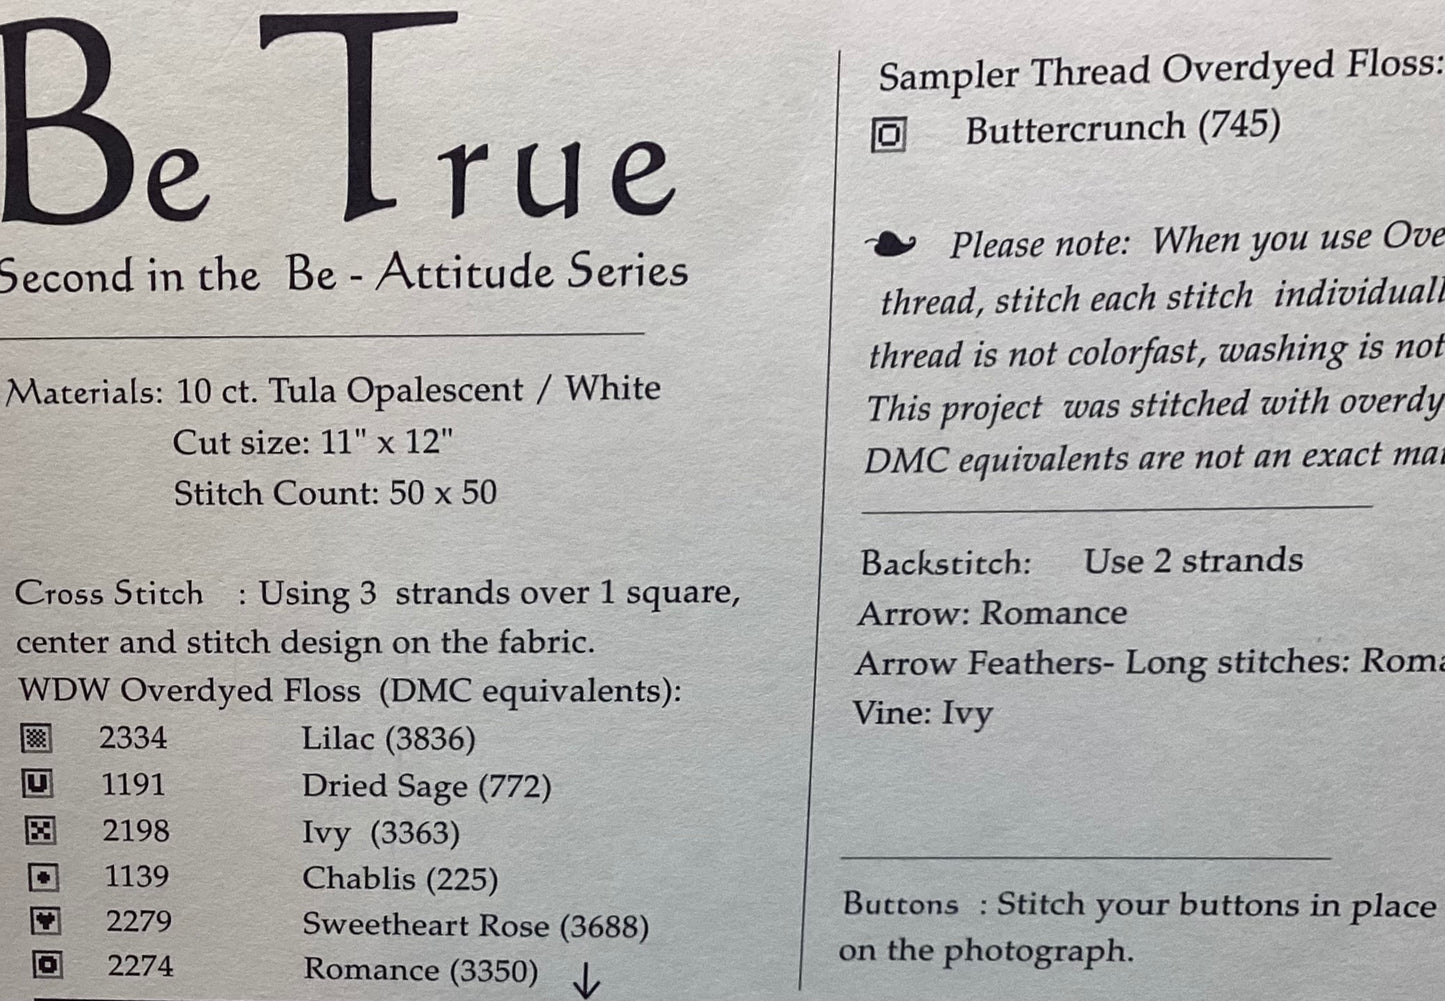 Be True
Second in the Be - Attitude Series
Materials: 10 ct. Tula Opalescent / White
Cut size: 11" x 12"
Stitch Count: 50 x 50
Cross Stitch : Using 3 strands over 1 square,
center and stitch design on the fabric.
WDW Overdyed Floss (DMC equivalents):
2334 Lilac (3836)
1191 Dried Sage (772)
2198 Ivy (3363)
1139 Chablis (225)
2279 Sweetheart Rose (3688)
2274 Romance (3350)
Sampler Thread Overdyed Floss:
Buttercrunch (745)
Please note: When you use Ove
thread, stitch each stitch individuall
thread is not colorfast, washing is not
This project was stitched with overdy
DMC equivalents are not an exact mat
Backstitch: Use 2 strands
Arrow: Romance
Arrow Feathers- Long stitches: Roma
Vine: Ivy
Buttons : Stitch your buttons in place
on the photograph.